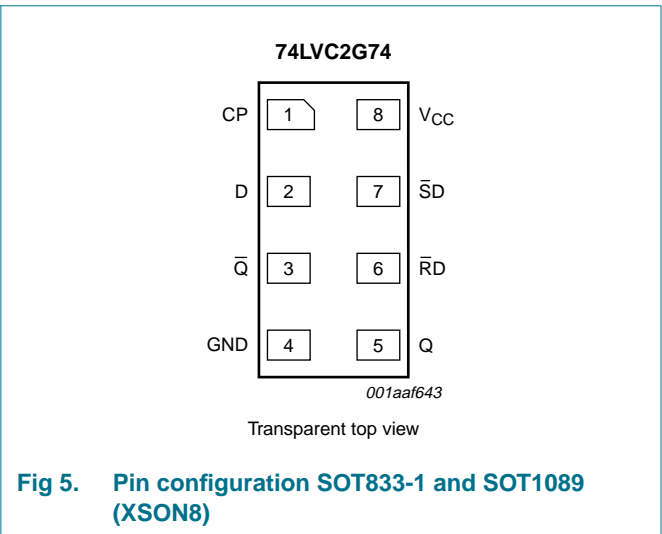 74LVC2G74
CP 1 8 VCC
D 2 7 S̅D
Q̅ 3 6 R̅D
GND 4 5 Q
001aaf643
Transparent top view
Fig 5. Pin configuration SOT833-1 and SOT1089
(XSON8)